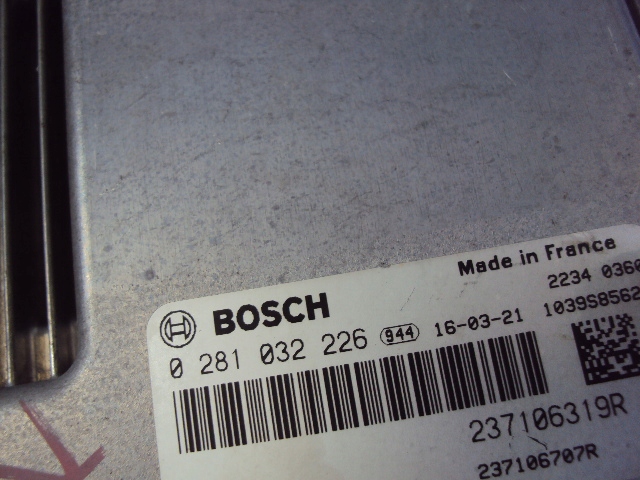 Made in France
2234 0360
BOSCH
0 281 032 226 944 16-03-21 1039S8562
237106319R
237106707R